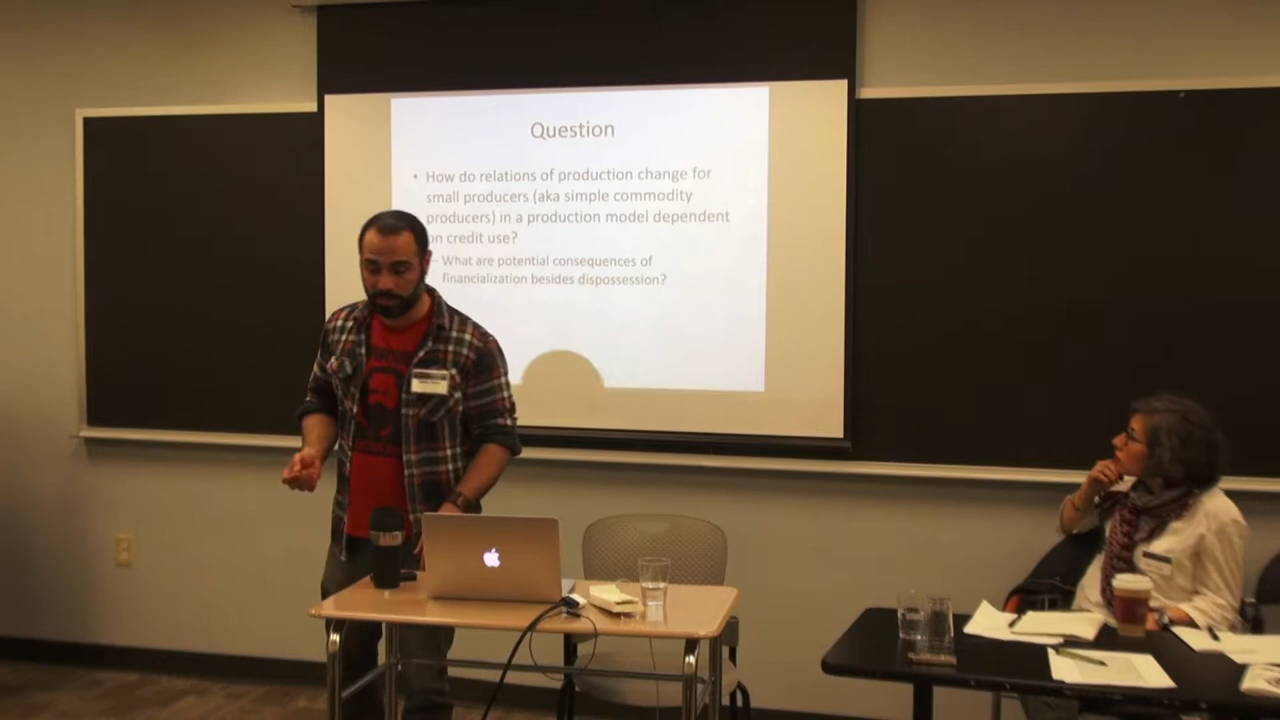 Question
• How do relations of production change for
small producers (aka simple commodity
producers) in a production model dependent
on credit use?
– What are potential consequences of
financialization besides dispossession?